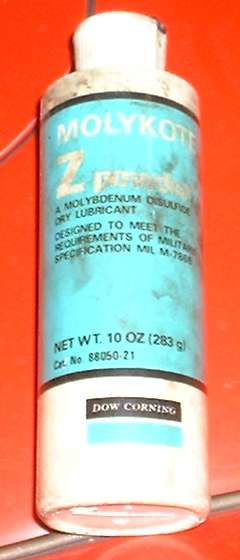 MOLYKOTE
Z powder
A MOLYBDENUM DISULFIDE
DRY LUBRICANT
DESIGNED TO MEET THE
REQUIREMENTS OF MILITARY
SPECIFICATION MIL M-7866
NET WT. 10 OZ (283 g)
Cat. No 88050-21
DOW CORNING